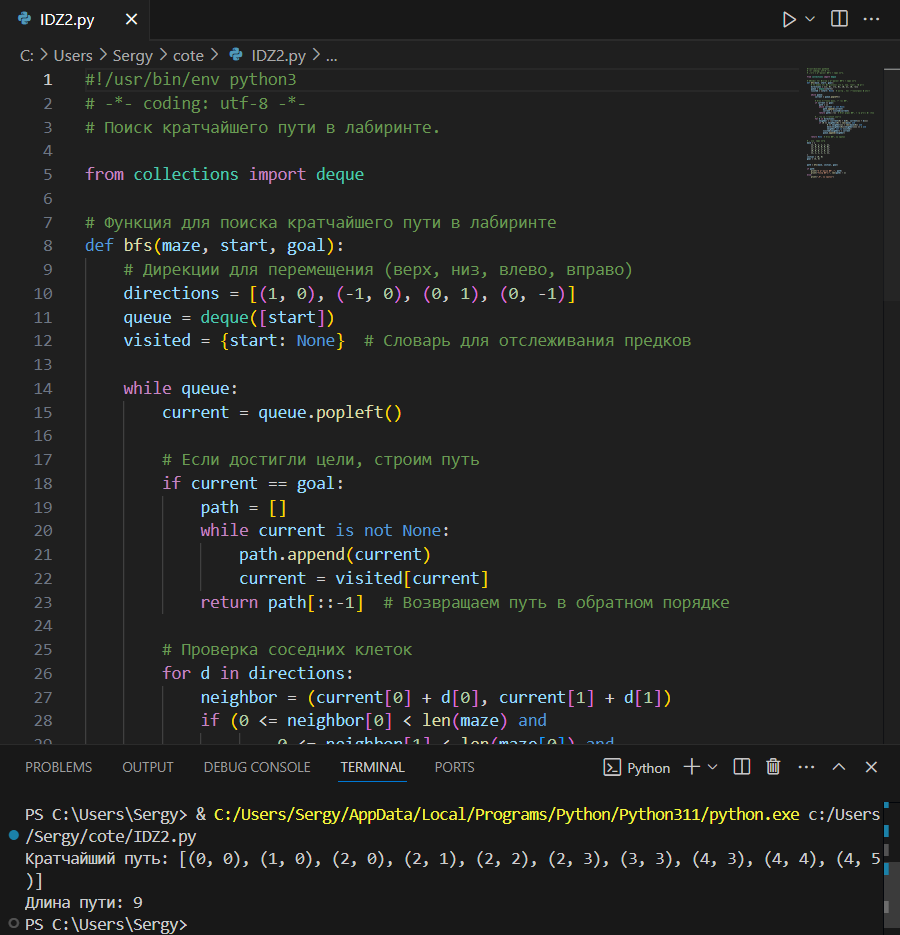 IDZ2.py
C: > Users > Sergy > cote > IDZ2.py > ...
1 #!/usr/bin/env python3
2 # -*- coding: utf-8 -*-
3 # Поиск кратчайшего пути в лабиринте.
4
5 from collections import deque
6
7 # Функция для поиска кратчайшего пути в лабиринте
8 def bfs(maze, start, goal):
9 # Дирекции для перемещения (верх, низ, влево, вправо)
10 directions = [(1, 0), (-1, 0), (0, 1), (0, -1)]
11 queue = deque([start])
12 visited = {start: None} # Словарь для отслеживания предков
13
14 while queue:
15 current = queue.popleft()
16
17 # Если достигли цели, строим путь
18 if current == goal:
19 path = []
20 while current is not None:
21 path.append(current)
22 current = visited[current]
23 return path[::-1] # Возвращаем путь в обратном порядке
24
25 # Проверка соседних клеток
26 for d in directions:
27 neighbor = (current[0] + d[0], current[1] + d[1])
28 if (0 <= neighbor[0] < len(maze) and
29 0 <= neighbor[1] < len(maze[0]) and
PROBLEMS OUTPUT DEBUG CONSOLE TERMINAL PORTS Python
PS C:\Users\Sergy> & C:/Users/Sergy/AppData/Local/Programs/Python/Python311/python.exe c:/Users
/Sergy/cote/IDZ2.py
Кратчайший путь: [(0, 0), (1, 0), (2, 0), (2, 1), (2, 2), (2, 3), (3, 3), (4, 3), (4, 4), (4, 5
)]
Длина пути: 9
PS C:\Users\Sergy>